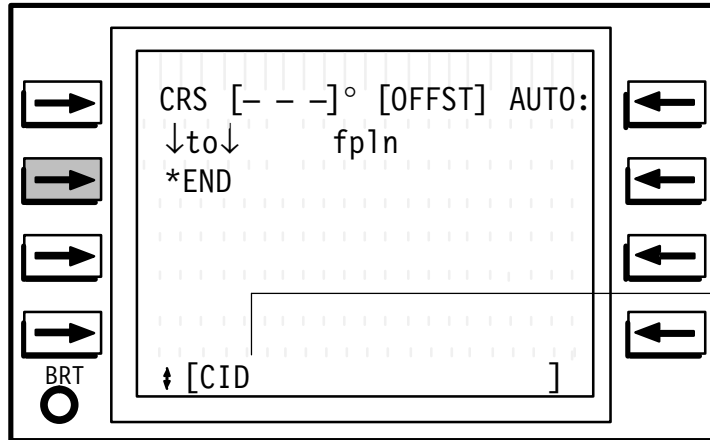 CRS [– – –]° [OFFST] AUTO:
↓to↓ fpln
*END
BRT
[CID ]